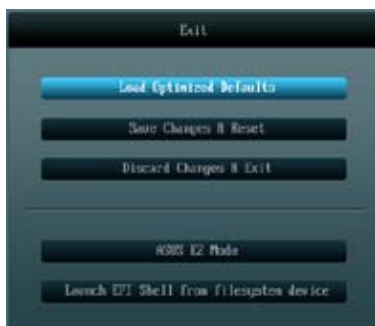 Exit
Load Optimized Defaults
Save Changes & Reset
Discard Changes & Exit
ASUS EZ Mode
Launch EFI Shell from filesystem device